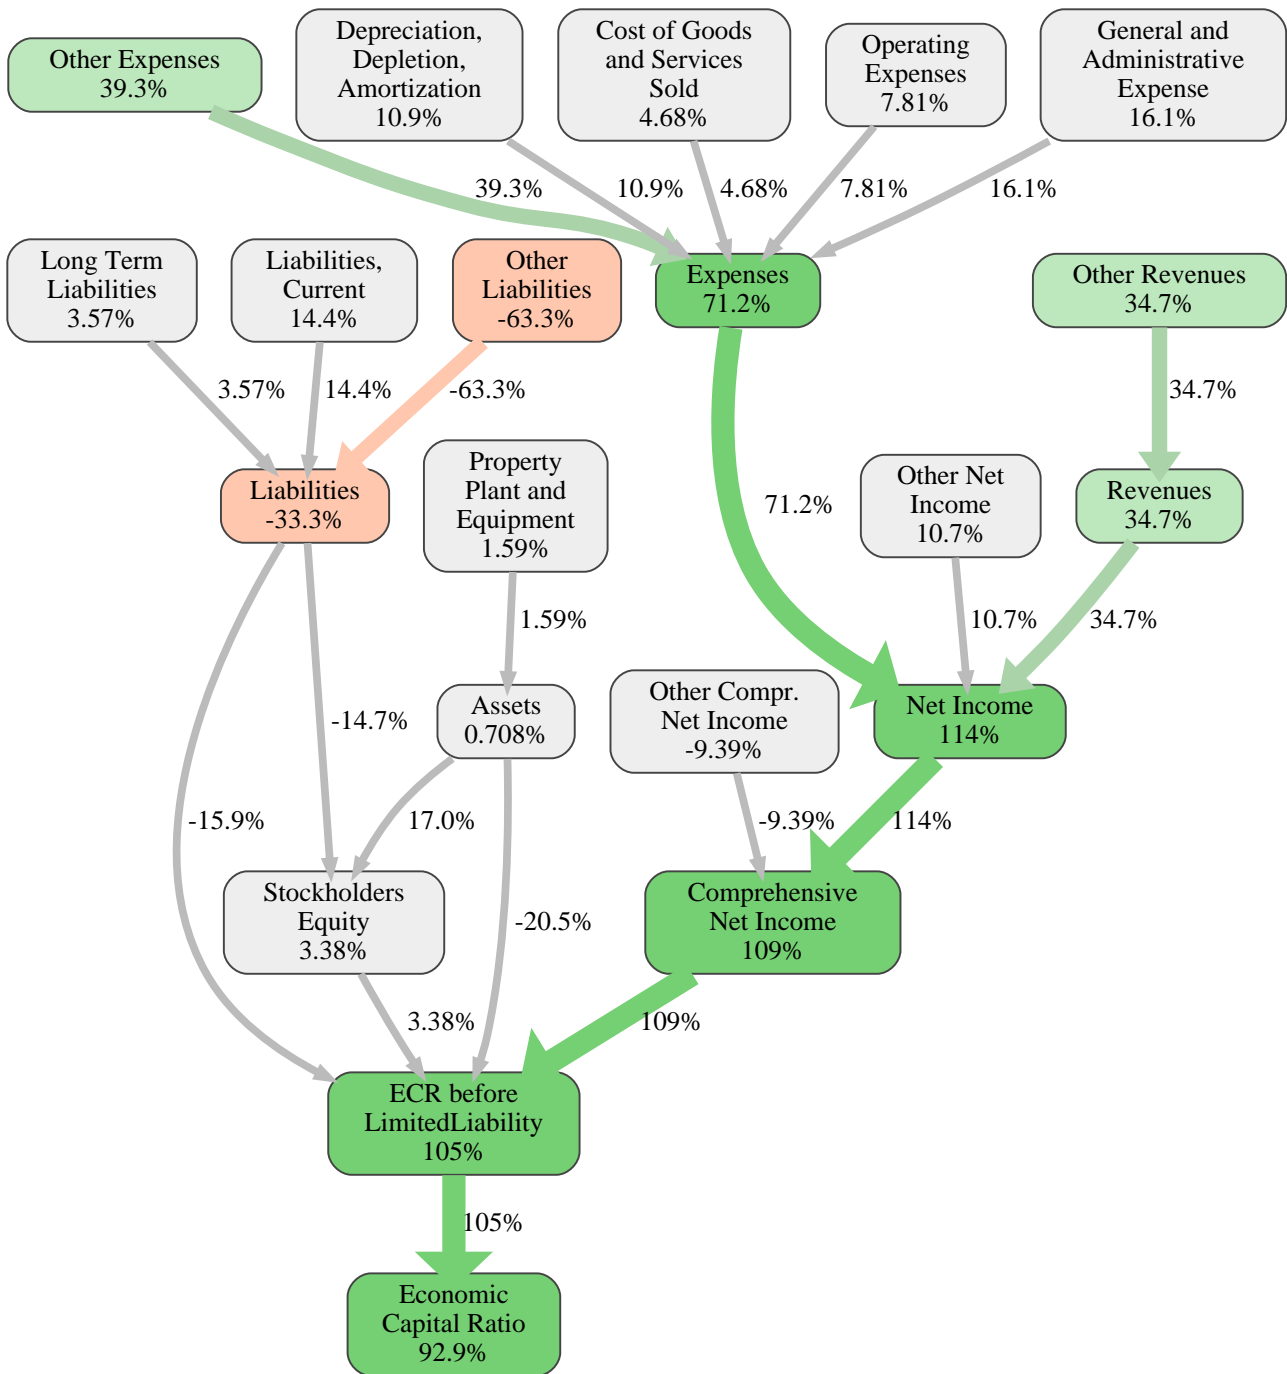 Other Expenses
39.3%
Depreciation,
Depletion,
Amortization
10.9%
Cost of Goods
and Services
Sold
4.68%
Operating
Expenses
7.81%
General and
Administrative
Expense
16.1%
39.3%
10.9%
4.68%
7.81%
16.1%
Long Term
Liabilities
3.57%
Liabilities,
Current
14.4%
Other
Liabilities
-63.3%
Expenses
71.2%
Other Revenues
34.7%
3.57%
14.4%
-63.3%
34.7%
Liabilities
-33.3%
Property
Plant and
Equipment
1.59%
71.2%
Other Net
Income
10.7%
Revenues
34.7%
1.59%
10.7%
34.7%
-14.7%
Assets
0.708%
Other Compr.
Net Income
-9.39%
Net Income
114%
-15.9%
17.0%
-9.39%
114%
Stockholders
Equity
3.38%
-20.5%
Comprehensive
Net Income
109%
3.38%
109%
ECR before
LimitedLiability
105%
105%
Economic
Capital Ratio
92.9%